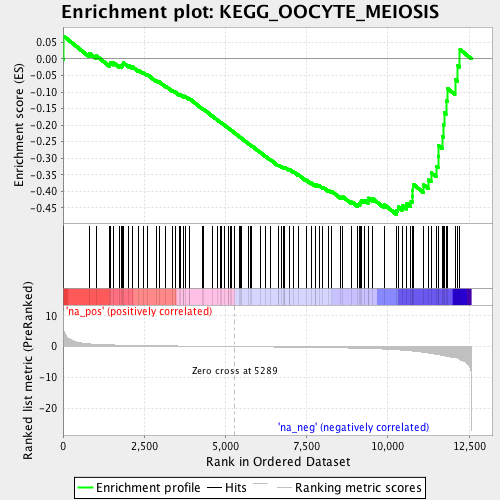 Enrichment plot: KEGG_OOCYTE_MEIOSIS
Enrichment score (ES)
0.05
0.00
-0.05
-0.10
-0.15
-0.20
-0.25
-0.30
-0.35
-0.40
-0.45
'na_pos' (positively correlated)
Ranked list metric (PreRanked)
10
5
0
-5
-10
-15
-20
Zero cross at 5289
'na_neg' (negatively correlated)
0
2,500
5,000
7,500
10,000
12,500
Rank in Ordered Dataset
Enrichment profile
Hits
Ranking metric scores